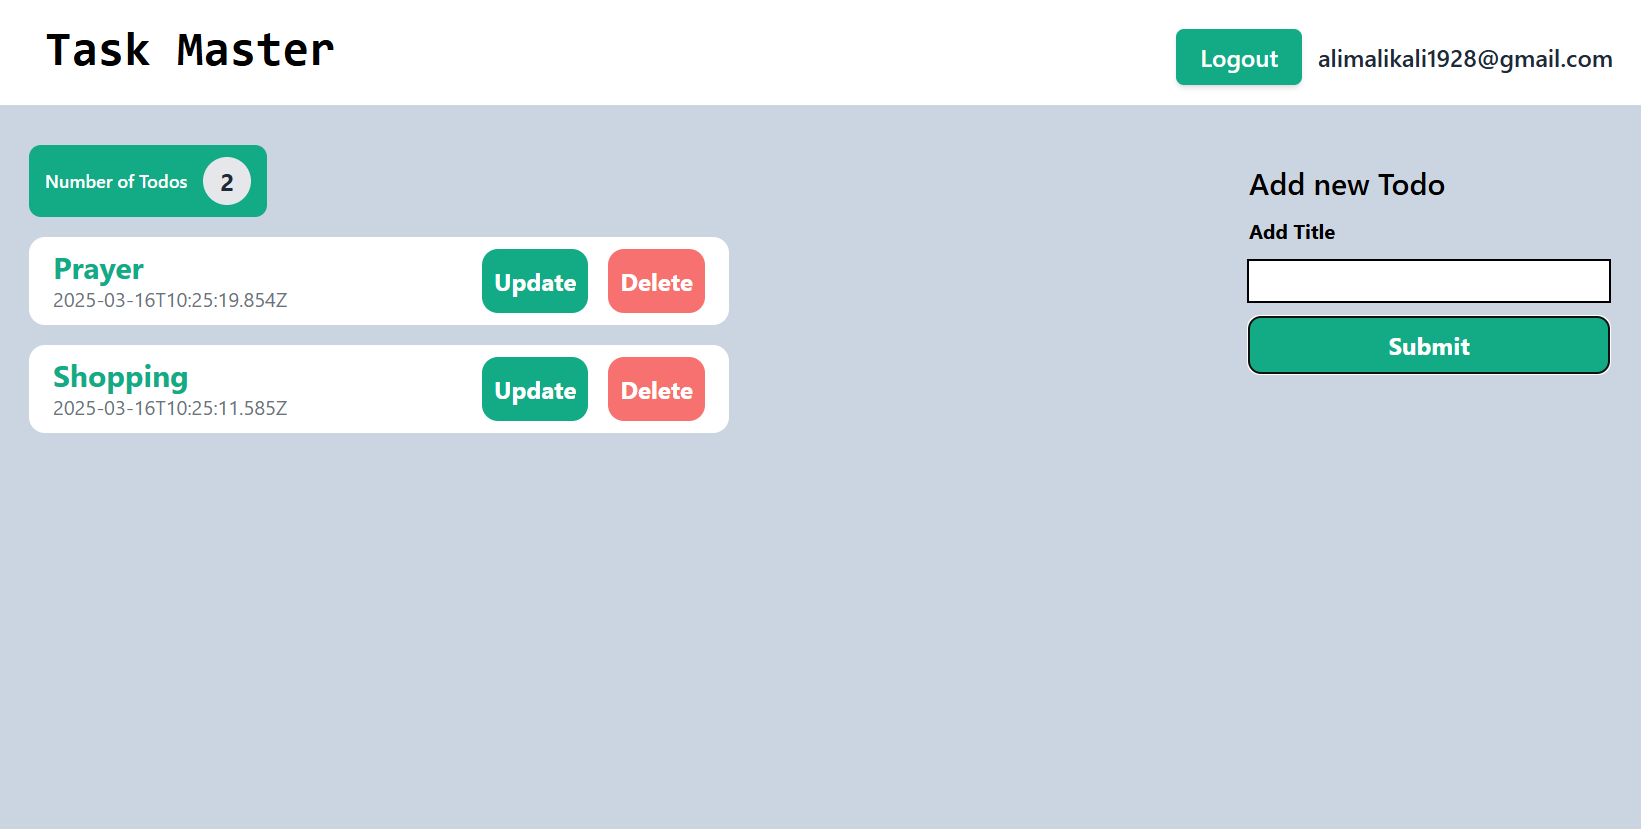 Task Master
Logout alimalikali1928@gmail.com
Number of Todos 2
Prayer
2025-03-16T10:25:19.854Z
Update Delete
Shopping
2025-03-16T10:25:11.585Z
Update Delete
Add new Todo
Add Title
Submit